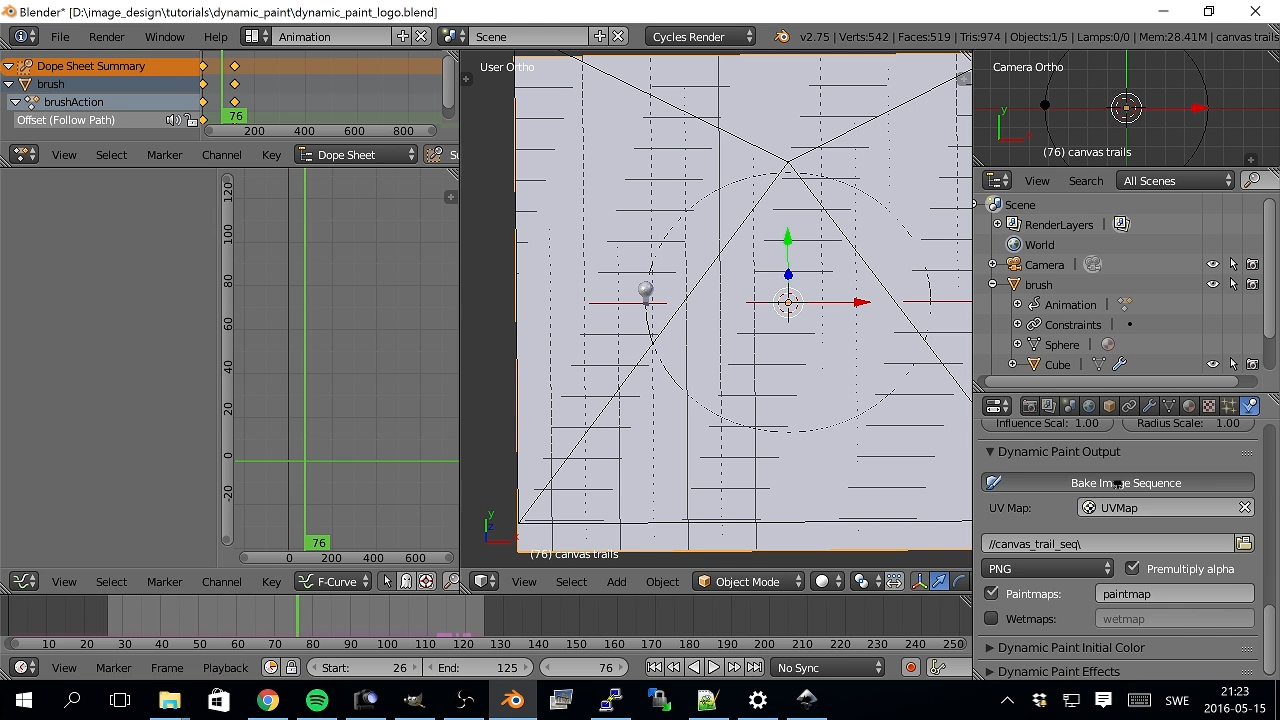 Blender* [D:\image_design\tutorials\dynamic_paint\dynamic_paint_logo.blend]
File Render Window Help Animation Scene Cycles Render v2.75 | Verts:542 | Faces:519 | Tris:974 | Objects:1/5 | Lamps:0/0 | Mem:28.41M | canvas trails
Dope Sheet Summary
brush
brushAction
Offset (Follow Path)
76
200 400 600 800
View Select Marker Channel Key Dope Sheet
120
100
80
60
40
20
0
-20
76
0 200 400 600
View Select Marker Channel Key F-Curve
User Ortho
y
z
(76) canvas trails
View Select Add Object Object Mode
Camera Ortho
y
(76) canvas trails
View Search All Scenes
Scene
RenderLayers
World
Camera
brush
Animation
Constraints
Sphere
Cube
Influence Scal: 1.00 Radius Scale: 1.00
Dynamic Paint Output
Bake Image Sequence
UV Map: UVMap
//canvas_trail_seq\
PNG Premultiply alpha
Paintmaps: paintmap
Wetmaps: wetmap
Dynamic Paint Initial Color
Dynamic Paint Effects
10 20 30 40 50 60 70 80 90 100 110 120 130 140 150 160 170 180 190 200 210 220 230 240 250
View Marker Frame Playback Start: 26 End: 125 76 No Sync
SWE
21:23
2016-05-15